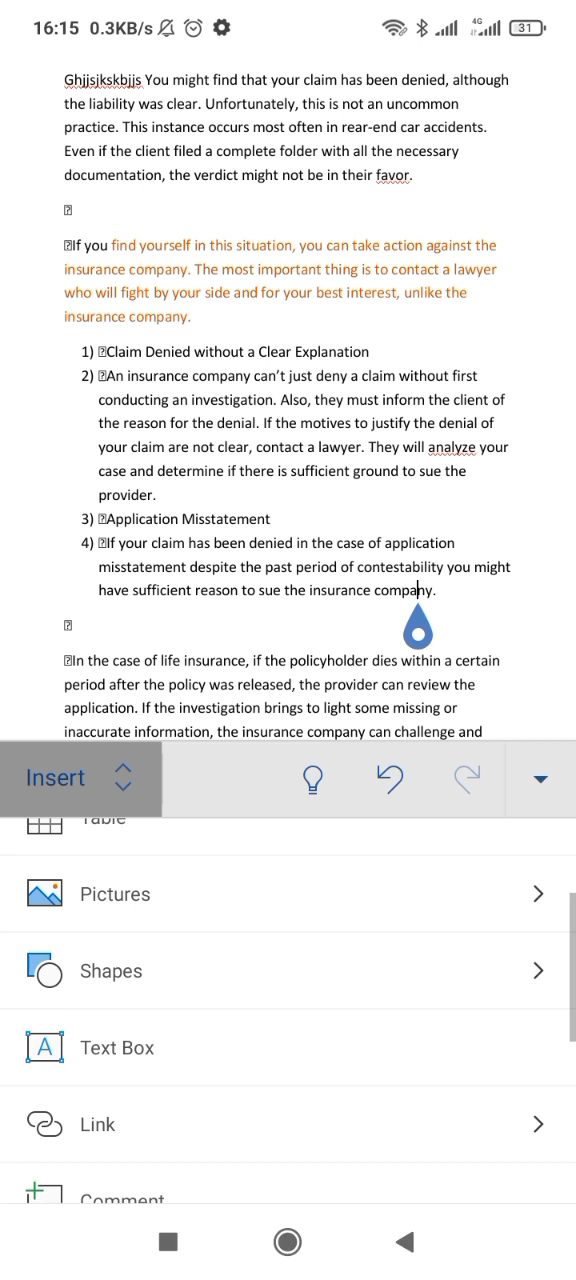 16:15 0.3KB/s 4G 31
Ghjjsjkskbjjs You might find that your claim has been denied, although
the liability was clear. Unfortunately, this is not an uncommon
practice. This instance occurs most often in rear-end car accidents.
Even if the client filed a complete folder with all the necessary
documentation, the verdict might not be in their favor.
If you find yourself in this situation, you can take action against the
insurance company. The most important thing is to contact a lawyer
who will fight by your side and for your best interest, unlike the
insurance company.
1) Claim Denied without a Clear Explanation
2) An insurance company can’t just deny a claim without first
conducting an investigation. Also, they must inform the client of
the reason for the denial. If the motives to justify the denial of
your claim are not clear, contact a lawyer. They will analyze your
case and determine if there is sufficient ground to sue the
provider.
3) Application Misstatement
4) If your claim has been denied in the case of application
misstatement despite the past period of contestability you might
have sufficient reason to sue the insurance company.
In the case of life insurance, if the policyholder dies within a certain
period after the policy was released, the provider can review the
application. If the investigation brings to light some missing or
inaccurate information, the insurance company can challenge and
Insert
Table
Pictures
Shapes
A Text Box
Link
Comment